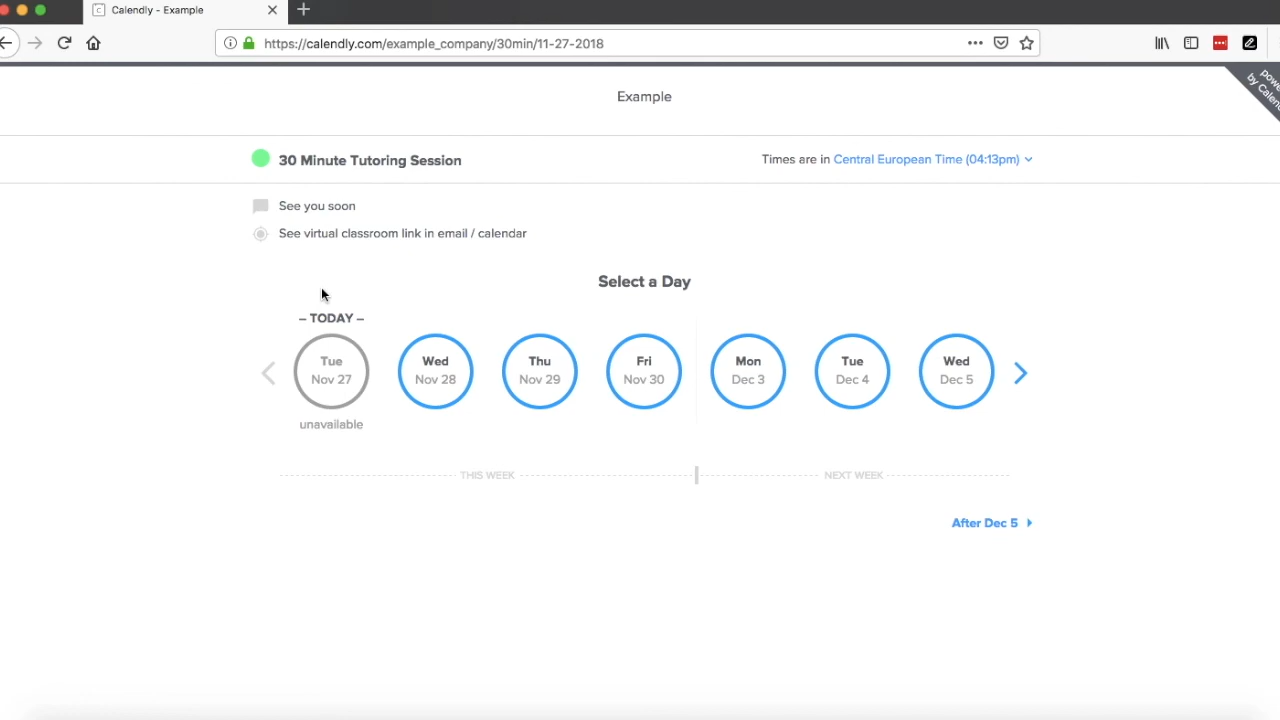 Calendly - Example
https://calendly.com/example_company/30min/11-27-2018
Example
30 Minute Tutoring Session
Times are in Central European Time (04:13pm)
See you soon
See virtual classroom link in email / calendar
Select a Day
– TODAY –
Tue
Nov 27
unavailable
Wed
Nov 28
Thu
Nov 29
Fri
Nov 30
Mon
Dec 3
Tue
Dec 4
Wed
Dec 5
THIS WEEK
NEXT WEEK
After Dec 5